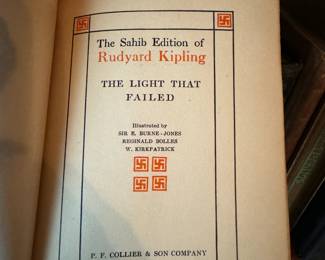 The Sahib Edition of
Rudyard Kipling
THE LIGHT THAT
FAILED
Illustrated by
SIR E. BURNE-JONES
REGINALD BOLLES
W. KIRKPATRICK
P. F. COLLIER & SON COMPANY